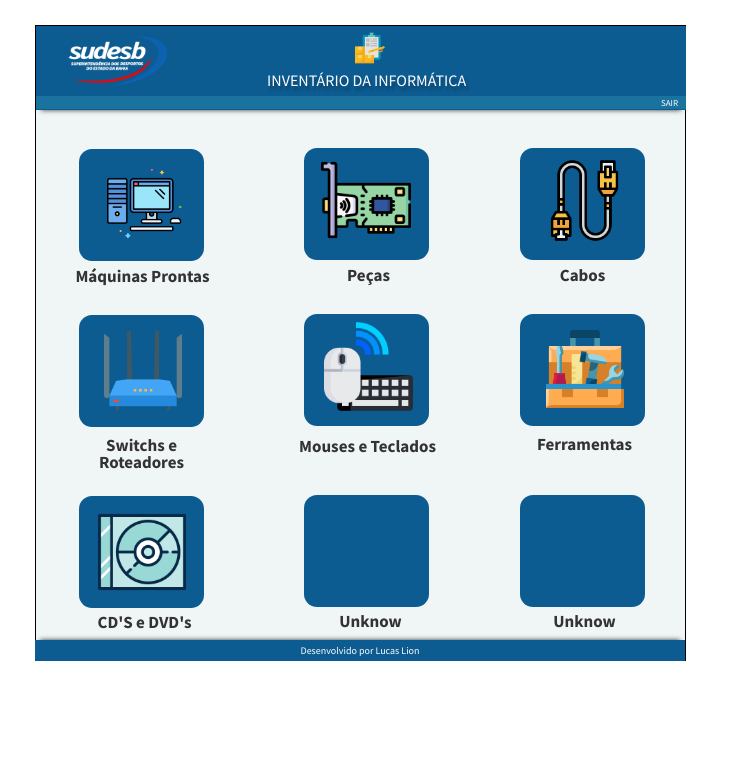 sudesb
SUPERINTENDÊNCIA DOS DESPORTOS
DO ESTADO DA BAHIA
INVENTÁRIO DA INFORMÁTICA
SAIR
Máquinas Prontas
Peças
Cabos
Switchs e
Roteadores
Mouses e Teclados
Ferramentas
CD'S e DVD's
Unknow
Unknow
Desenvolvido por Lucas Lion